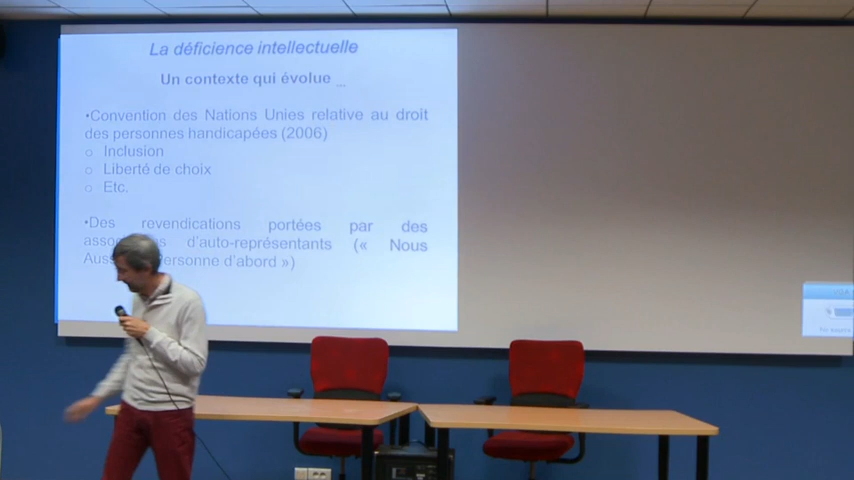 La déficience intellectuelle
Un contexte qui évolue ...
•Convention des Nations Unies relative au droit
des personnes handicapées (2006)
o Inclusion
o Liberté de choix
o Etc.
•Des revendications portées par des
d'auto-représentants (« Nous
Personne d'abord »)